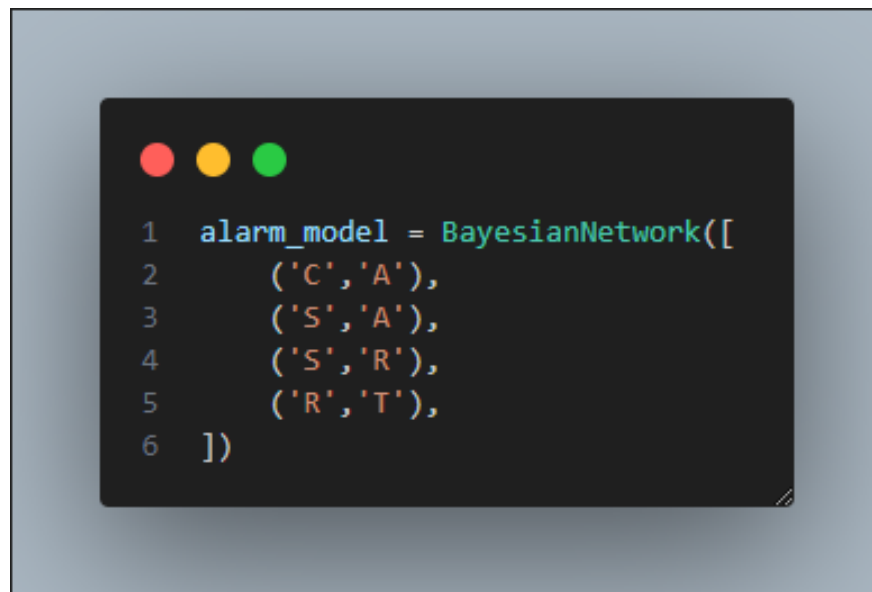 1 alarm_model = BayesianNetwork([
2     ('C','A'),
3     ('S','A'),
4     ('S','R'),
5     ('R','T'),
6 ])